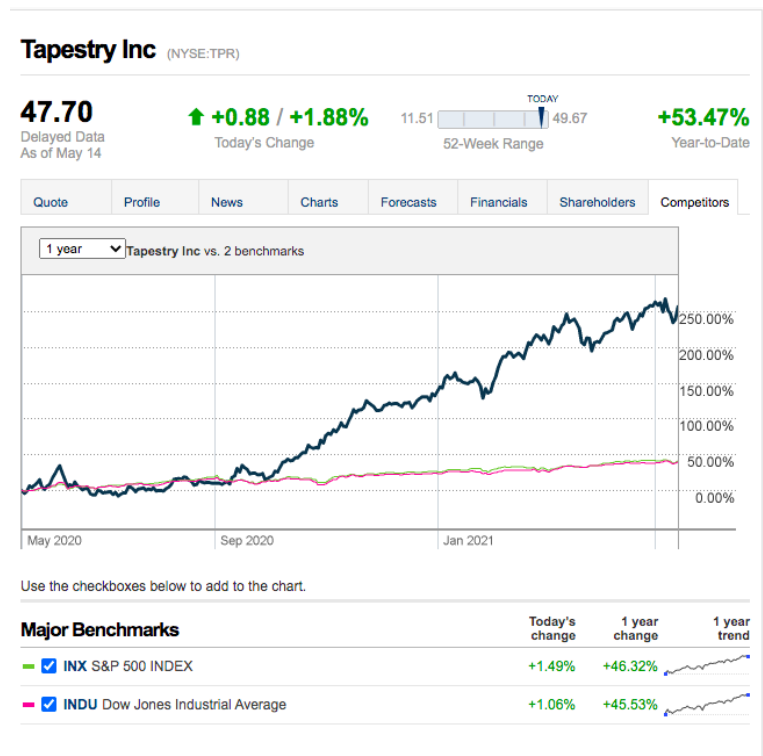 Tapestry Inc (NYSE:TPR)
47.70
Delayed Data
As of May 14
+0.88 / +1.88%
Today's Change
TODAY
11.51 49.67
52-Week Range
+53.47%
Year-to-Date
Quote Profile News Charts Forecasts Financials Shareholders Competitors
1 year Tapestry Inc vs. 2 benchmarks
250.00%
200.00%
150.00%
100.00%
50.00%
0.00%
May 2020 Sep 2020 Jan 2021
Use the checkboxes below to add to the chart.
Major Benchmarks Today's change 1 year change 1 year trend
INX S&P 500 INDEX +1.49% +46.32%
INDU Dow Jones Industrial Average +1.06% +45.53%